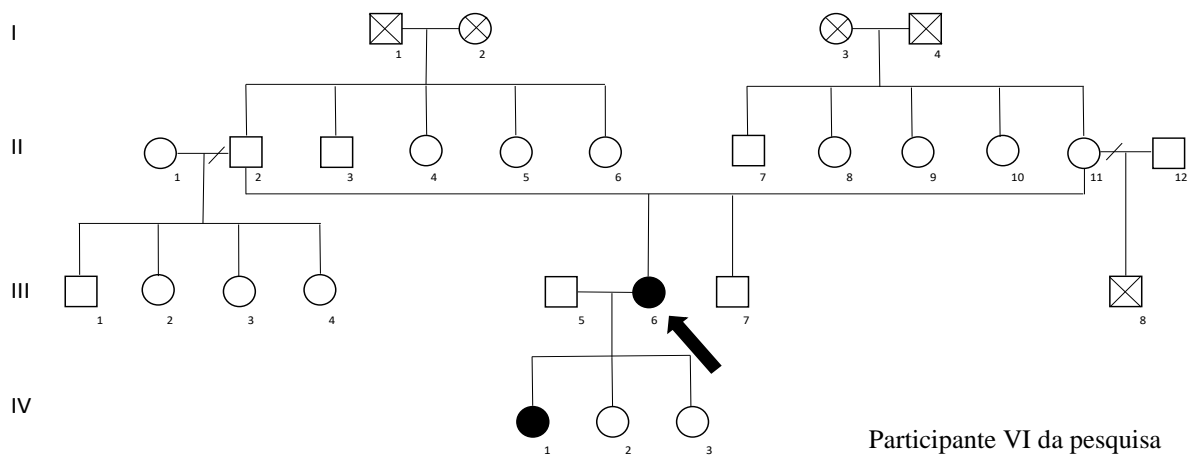 I
1 2 3 4
II
1 2 3 4 5 6 7 8 9 10 11 12
III
1 2 3 4 5 6 7 8
IV
1 2 3
Participante VI da pesquisa